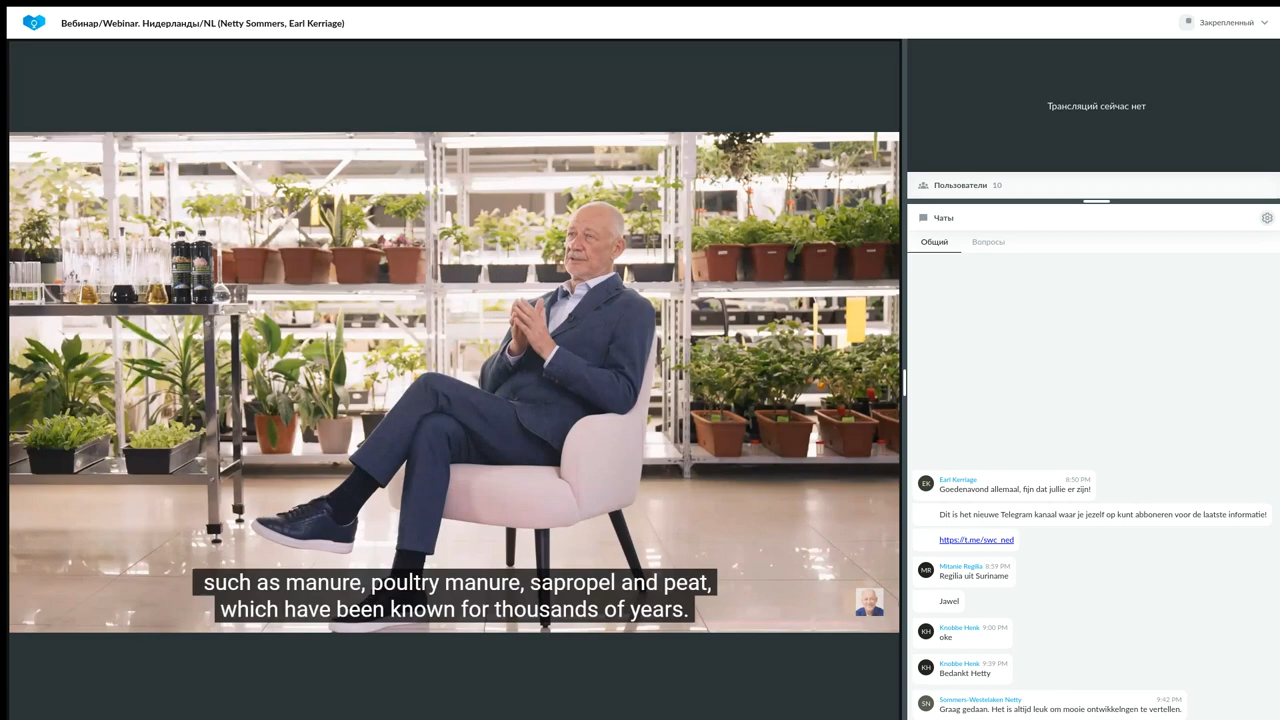 Вебинар/Webinar. Нидерланды/NL (Netty Sommers, Earl Kerriage)
Закрепленный
Трансляций сейчас нет
Пользователи 10
Чаты
Общий Вопросы
EK Earl Kerriage 8:50 PM
Goedenavond allemaal, fijn dat jullie er zijn!
Dit is het nieuwe Telegram kanaal waar je jezelf op kunt abboneren voor de laatste informatie!
https://t.me/swc_ned
MR Mitanie Regilia 8:59 PM
Regilia uit Suriname
Jawel
KH Knobbe Henk 9:00 PM
oke
KH Knobbe Henk 9:39 PM
Bedankt Hetty
SN Sommers-Westelaken Netty 9:42 PM
Graag gedaan. Het is altijd leuk om mooie ontwikkelngen te vertellen.
such as manure, poultry manure, sapropel and peat,
which have been known for thousands of years.